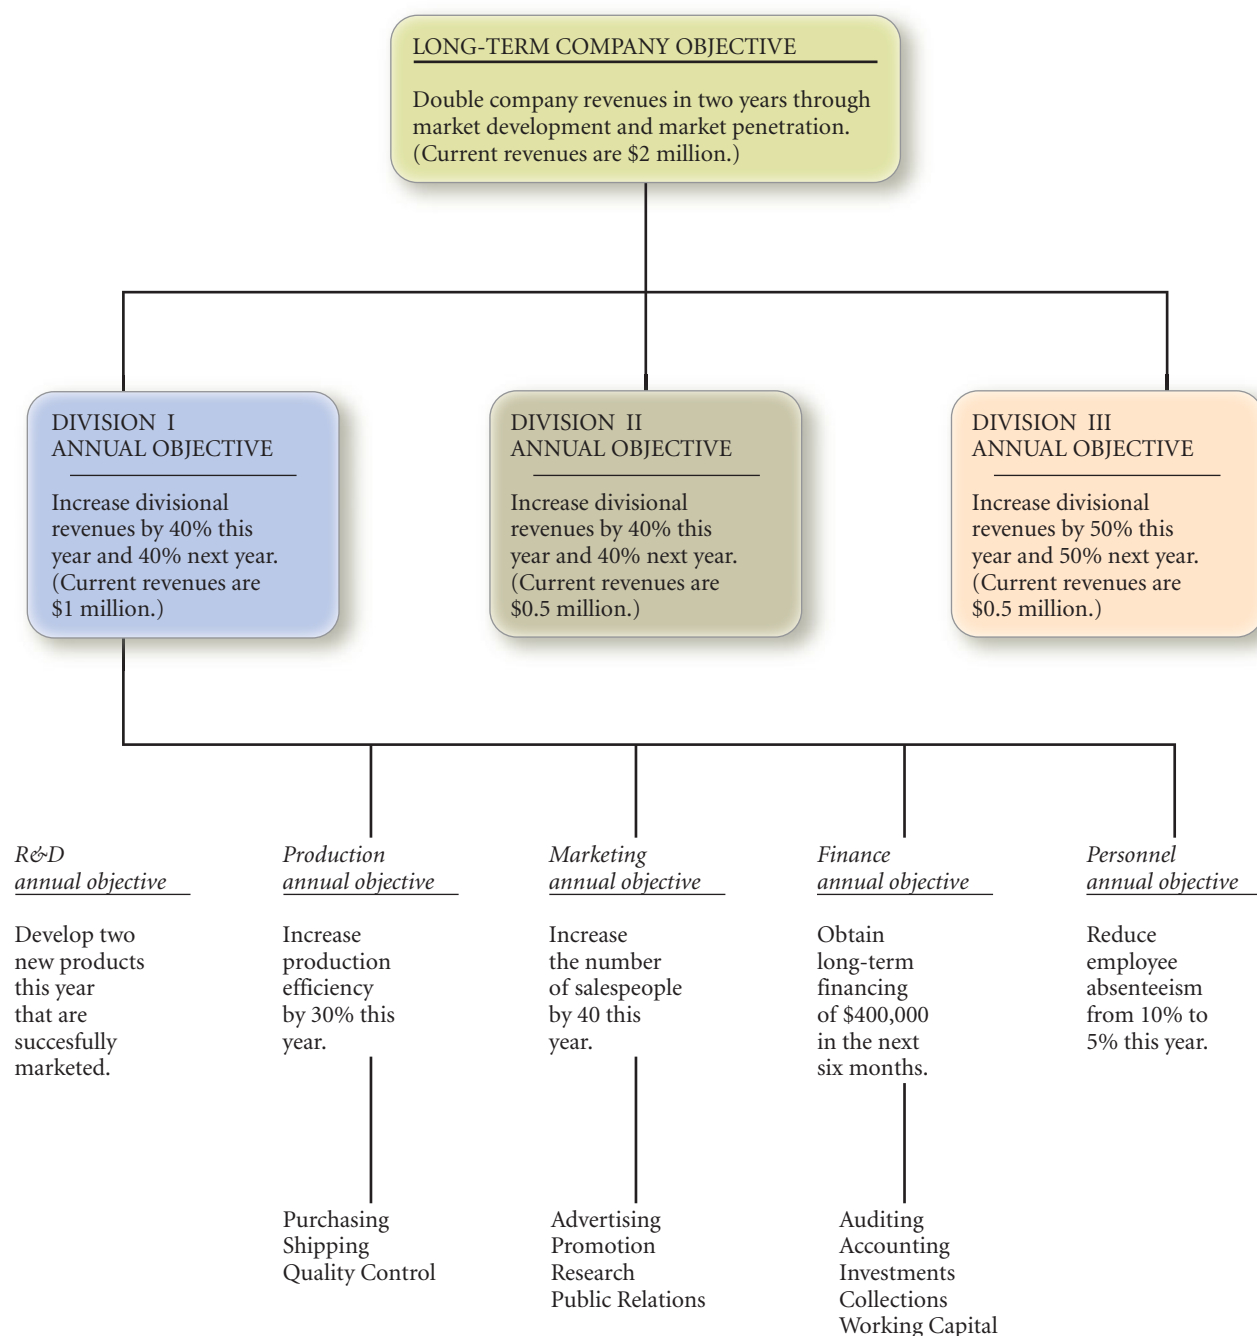 LONG-TERM COMPANY OBJECTIVE
Double company revenues in two years through
market development and market penetration.
(Current revenues are $2 million.)
DIVISION I
ANNUAL OBJECTIVE
Increase divisional
revenues by 40% this
year and 40% next year.
(Current revenues are
$1 million.)
DIVISION II
ANNUAL OBJECTIVE
Increase divisional
revenues by 40% this
year and 40% next year.
(Current revenues are
$0.5 million.)
DIVISION III
ANNUAL OBJECTIVE
Increase divisional
revenues by 50% this
year and 50% next year.
(Current revenues are
$0.5 million.)
R&D
annual objective
Develop two
new products
this year
that are
succesfully
marketed.
Production
annual objective
Increase
production
efficiency
by 30% this
year.
Marketing
annual objective
Increase
the number
of salespeople
by 40 this
year.
Finance
annual objective
Obtain
long-term
financing
of $400,000
in the next
six months.
Personnel
annual objective
Reduce
employee
absenteeism
from 10% to
5% this year.
Purchasing
Shipping
Quality Control
Advertising
Promotion
Research
Public Relations
Auditing
Accounting
Investments
Collections
Working Capital